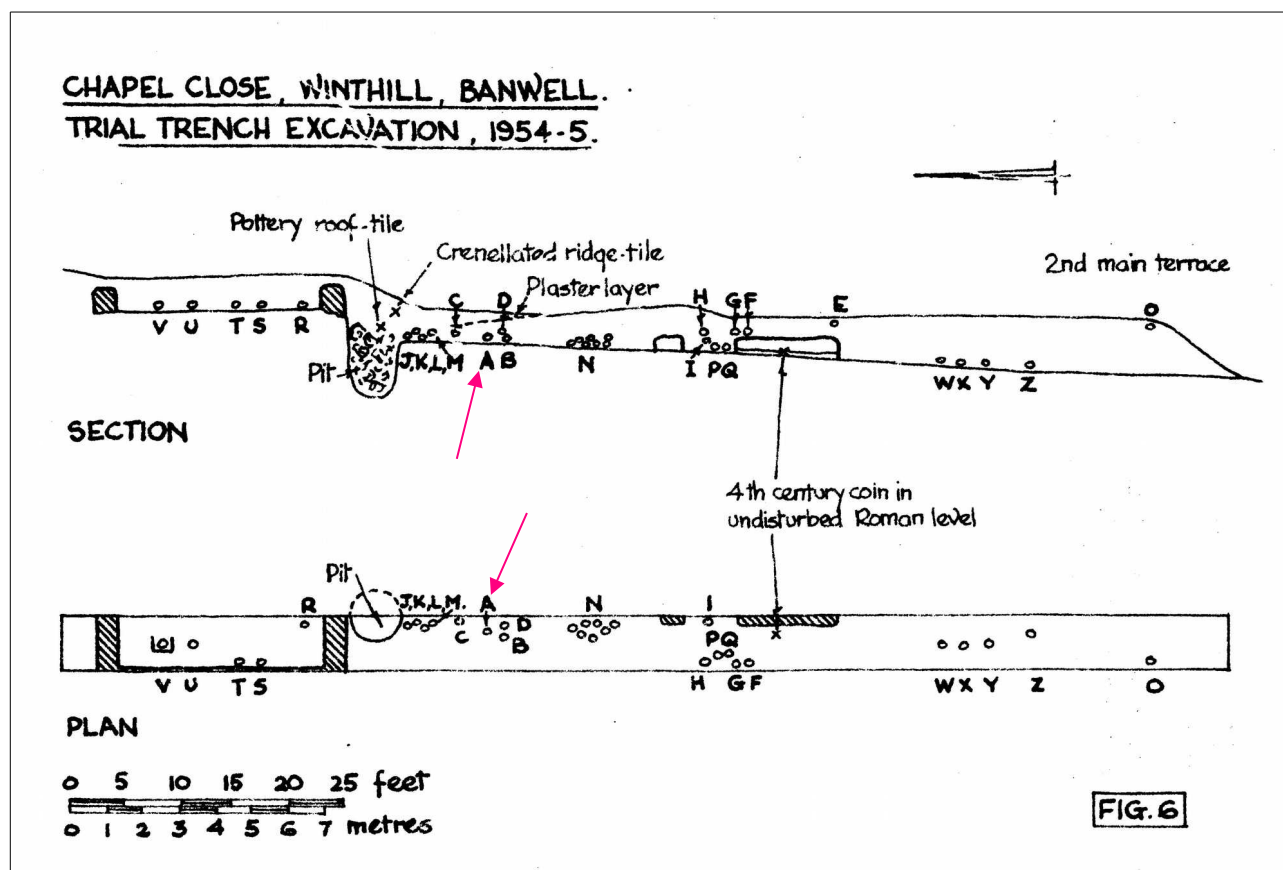 CHAPEL CLOSE, WINTHILL, BANWELL.
TRIAL TRENCH EXCAVATION, 1954-5.
Pottery roof-tile
Crenellated ridge-tile
Plaster layer
2nd main terrace
C D H G F E O
V U T S R
Pit
J,K,L,M A B N I P Q W X Y Z
SECTION
4th century coin in
undisturbed Roman level
Pit
R J,K,L,M. A N I
C D B P Q
V U T S H G F W X Y Z O
PLAN
0 5 10 15 20 25 feet
0 1 2 3 4 5 6 7 metres
FIG. 6